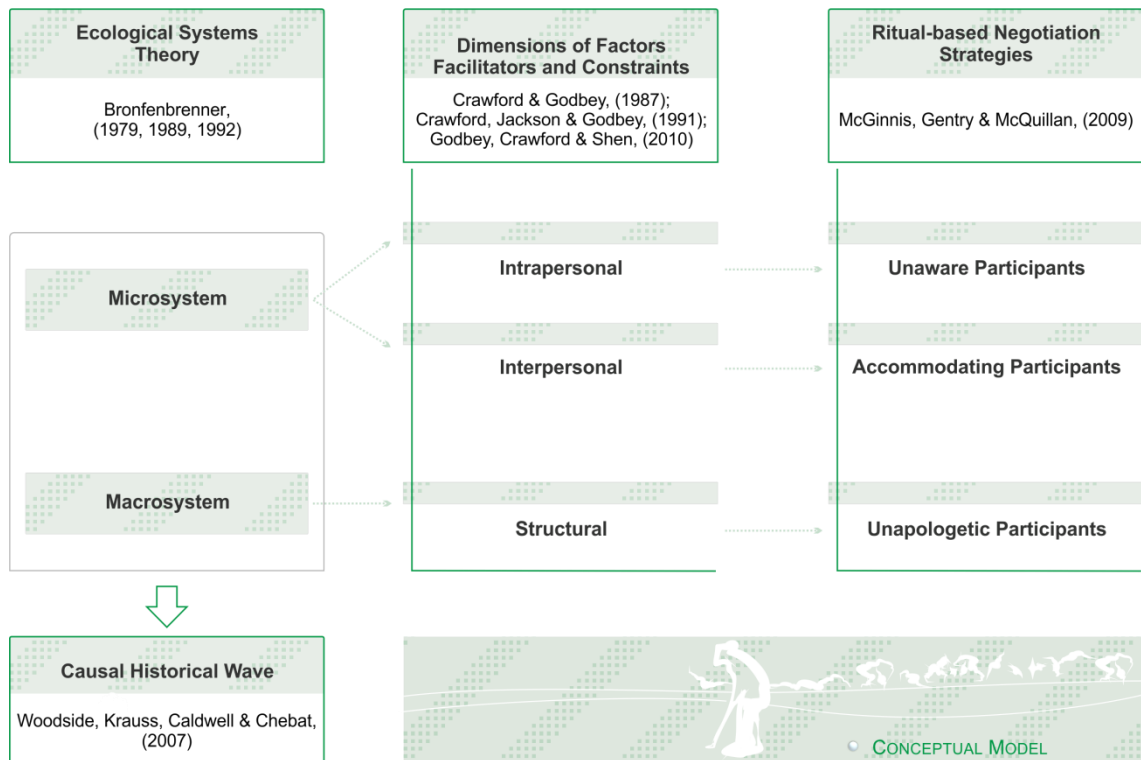 Ecological Systems
Theory
Bronfenbrenner,
(1979, 1989, 1992)
Dimensions of Factors
Facilitators and Constraints
Crawford & Godbey, (1987);
Crawford, Jackson & Godbey, (1991);
Godbey, Crawford & Shen, (2010)
Ritual-based Negotiation
Strategies
McGinnis, Gentry & McQuillan, (2009)
Microsystem
Intrapersonal
Unaware Participants
Interpersonal
Accommodating Participants
Macrosystem
Structural
Unapologetic Participants
Causal Historical Wave
Woodside, Krauss, Caldwell & Chebat,
(2007)
CONCEPTUAL MODEL